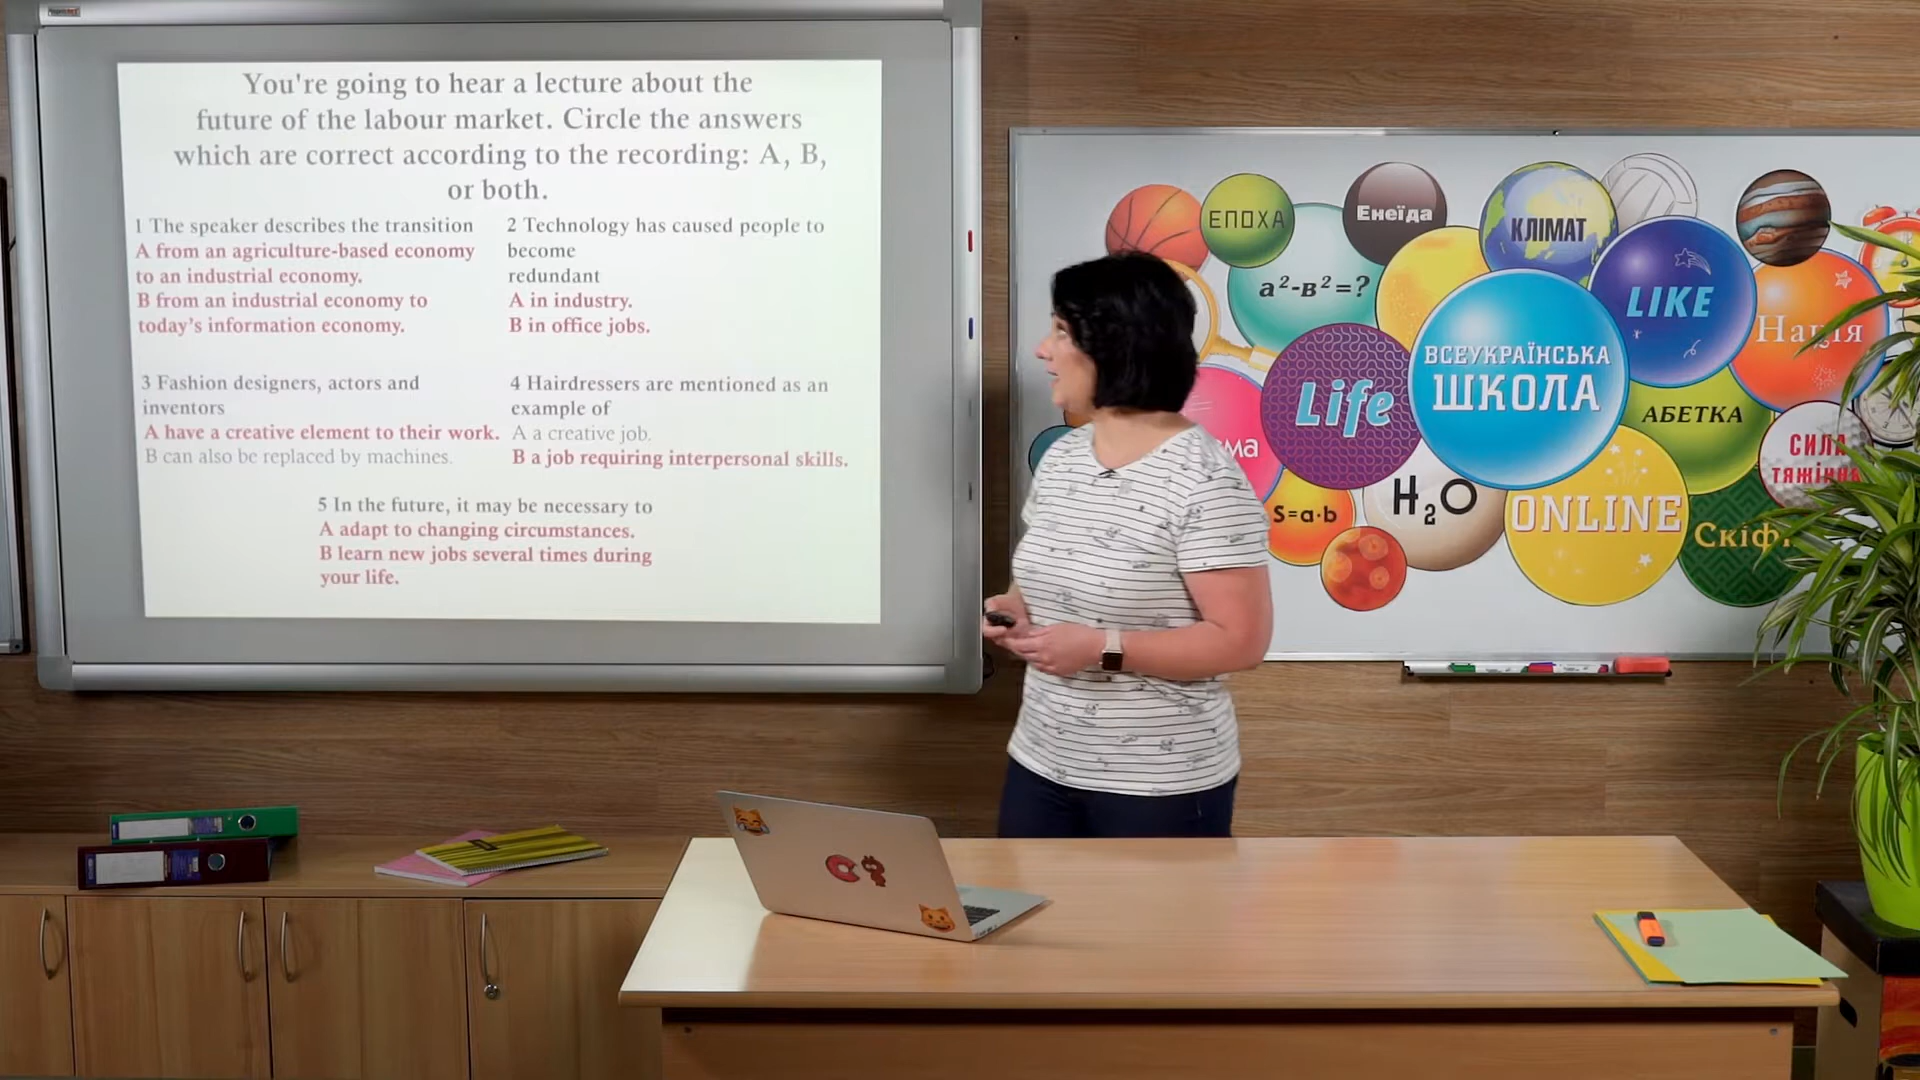 You're going to hear a lecture about the
future of the labour market. Circle the answers
which are correct according to the recording: A, B,
or both.
1 The speaker describes the transition
A from an agriculture-based economy
to an industrial economy.
B from an industrial economy to
today's information economy.
2 Technology has caused people to
become
redundant
A in industry.
B in office jobs.
3 Fashion designers, actors and
inventors
A have a creative element to their work.
B can also be replaced by machines.
4 Hairdressers are mentioned as an
example of
A a creative job.
B a job requiring interpersonal skills.
5 In the future, it may be necessary to
A adapt to changing circumstances.
B learn new jobs several times during
your life.
ЕПОХА
Енеїда
КЛІМАТ
a²-в²=?
LIKE
Нація
ВСЕУКРАЇНСЬКА
ШКОЛА
Life
АБЕТКА
СИЛА
ТЯЖІННЯ
H₂O
S=a·b
ONLINE